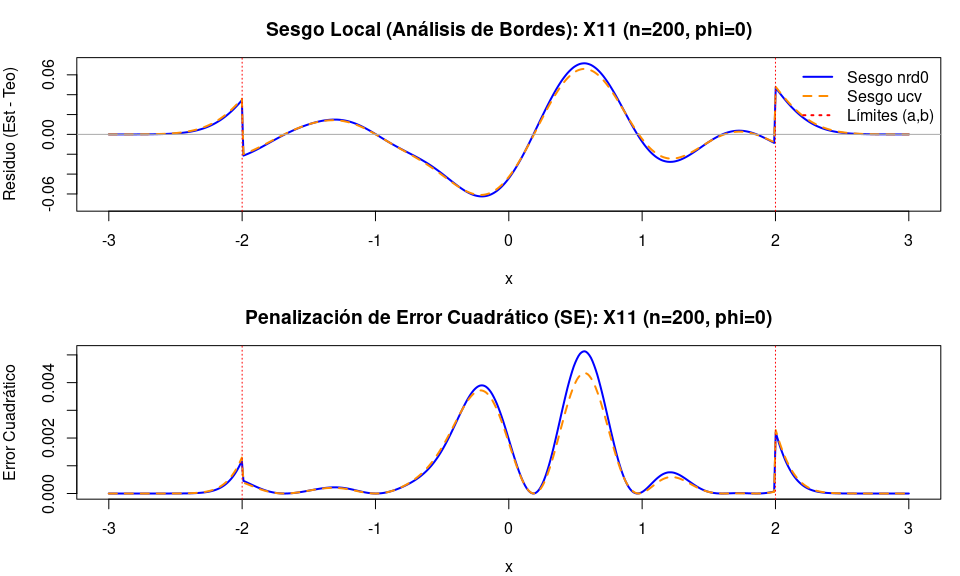 Sesgo Local (Análisis de Bordes): X11 (n=200, phi=0)
Residuo (Est - Teo)
0.06
0.00
-0.06
Sesgo nrd0
Sesgo ucv
Límites (a,b)
-3 -2 -1 0 1 2 3
x
Penalización de Error Cuadrático (SE): X11 (n=200, phi=0)
Error Cuadrático
0.004
0.002
0.000
-3 -2 -1 0 1 2 3
x